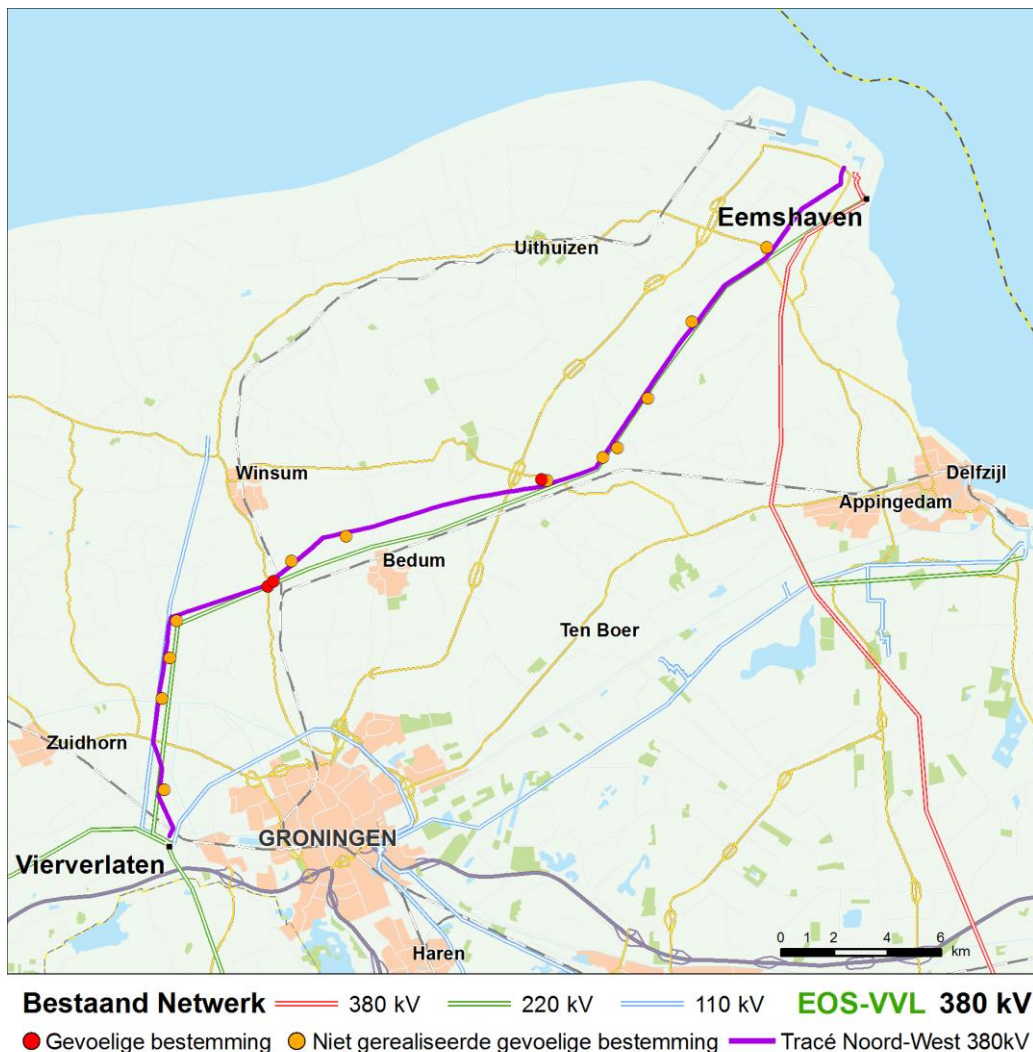 Eemshaven
Uithuizen
Winsum
Delfzijl
Appingedam
Bedum
Ten Boer
Zuidhorn
GRONINGEN
Vierverlaten
Haren
0 1 2 4 6
km
Bestaand Netwerk 380 kV 220 kV 110 kV EOS-VVL 380 kV
Gevoelige bestemming Niet gerealiseerde gevoelige bestemming Tracé Noord-West 380kV